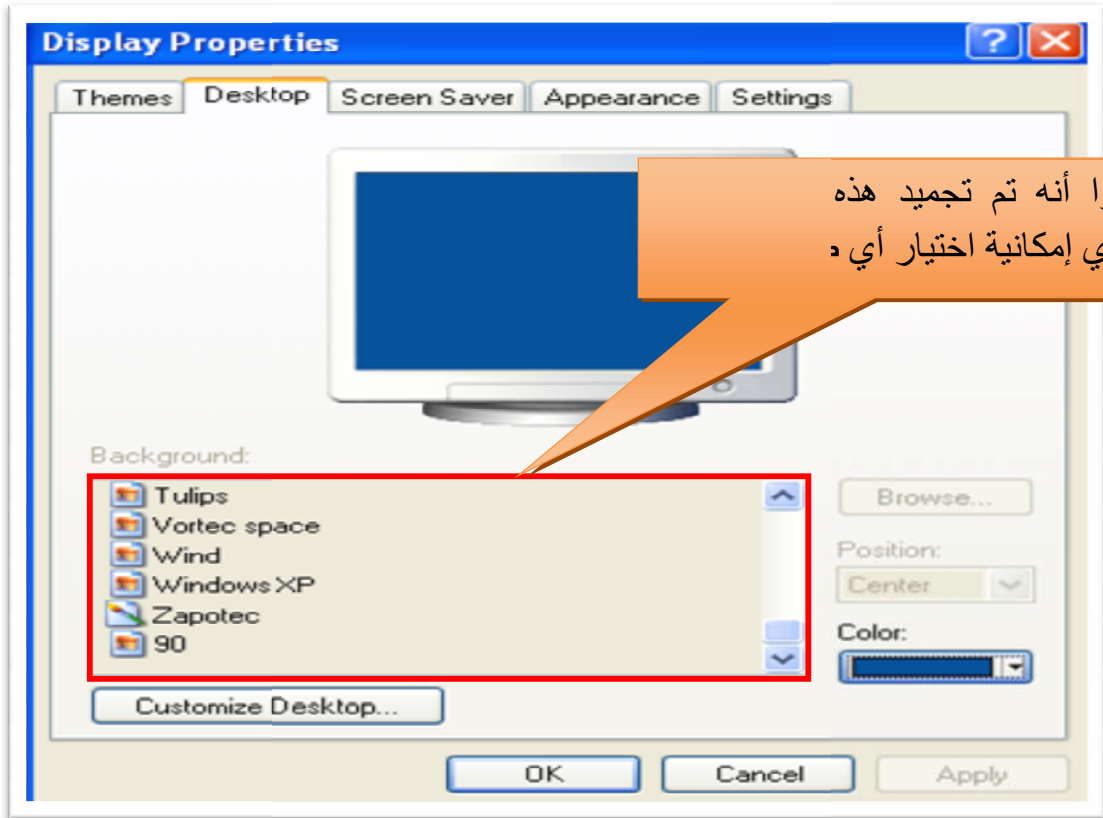 Display Properties
Themes Desktop Screen Saver Appearance Settings
أنه تم تجميد هذه
إمكانية اختيار أي
Background:
Tulips
Vortec space
Wind
Windows XP
Zapotec
90
Browse...
Position:
Center
Color:
Customize Desktop...
OK Cancel Apply